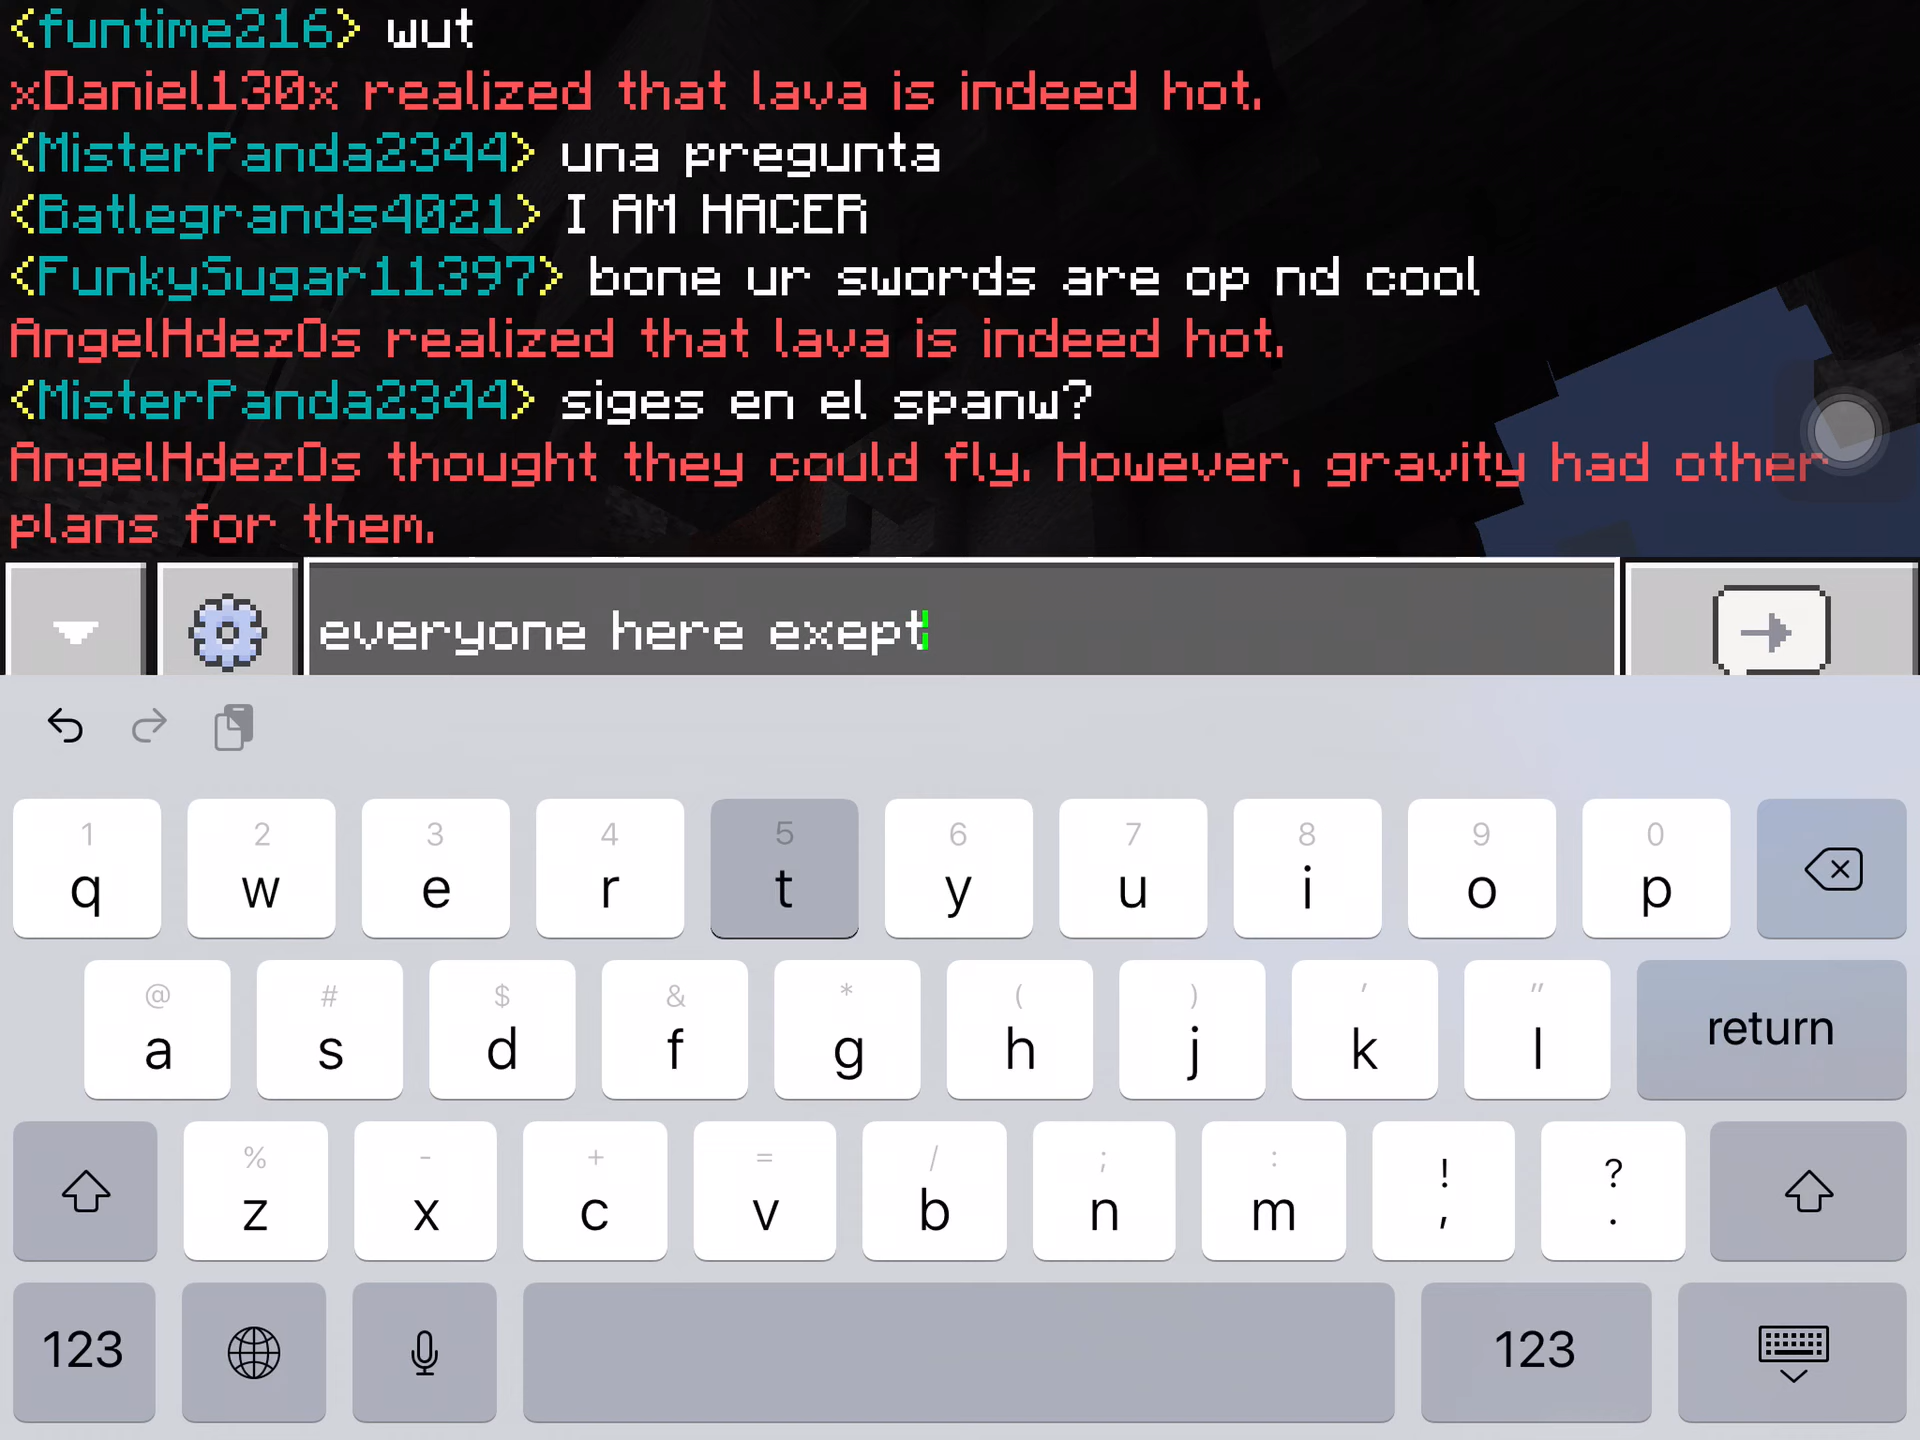 <funtime216> wut
xDaniel130x realized that lava is indeed hot.
<MisterPanda2344> una pregunta
<Batlegrands4021> I AM HACER
<FunkySugar11397> bone ur swords are op nd cool
AngelHdezOs realized that lava is indeed hot.
<MisterPanda2344> siges en el spanw?
AngelHdezOs thought they could fly. However, gravity had other
plans for them.
everyone here exept
1 2 3 4 5 6 7 8 9 0
q w e r t y u i o p
@ # $ & * ( ) ' "
a s d f g h j k l return
% - + = / ; : ! ?
z x c v b n m , .
123 123